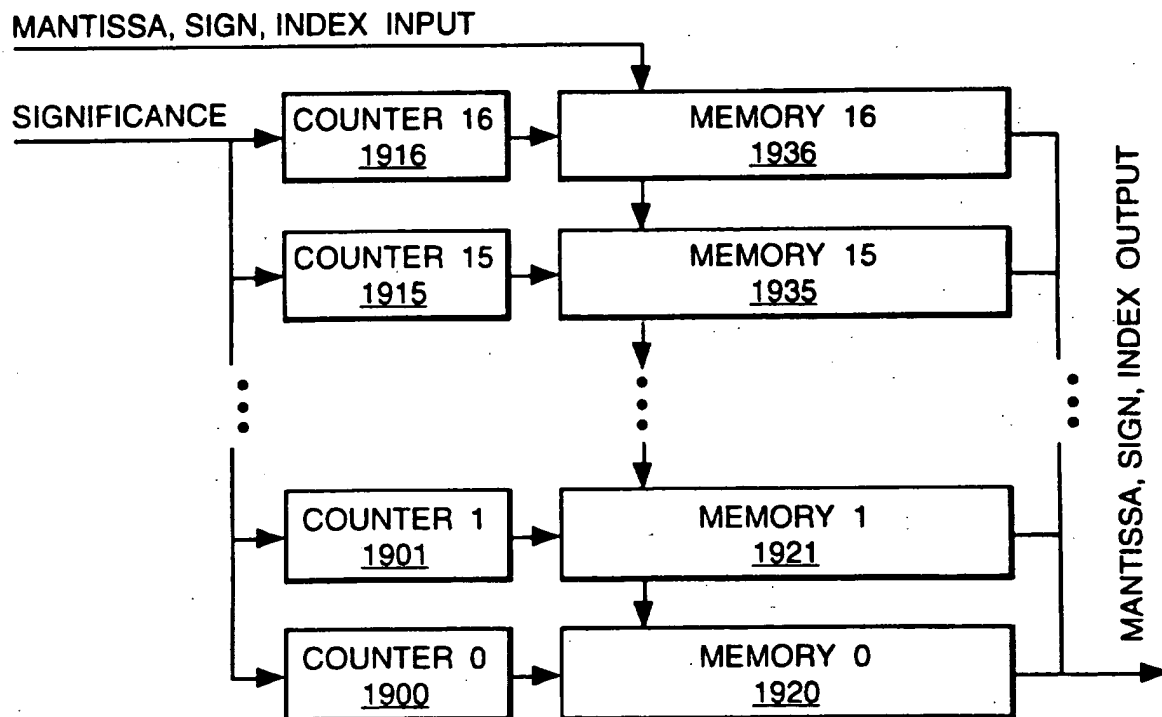 MANTISSA, SIGN, INDEX INPUT
SIGNIFICANCE
COUNTER 16
1916
MEMORY 16
1936
COUNTER 15
1915
MEMORY 15
1935
COUNTER 1
1901
MEMORY 1
1921
COUNTER 0
1900
MEMORY 0
1920
MANTISSA, SIGN, INDEX OUTPUT